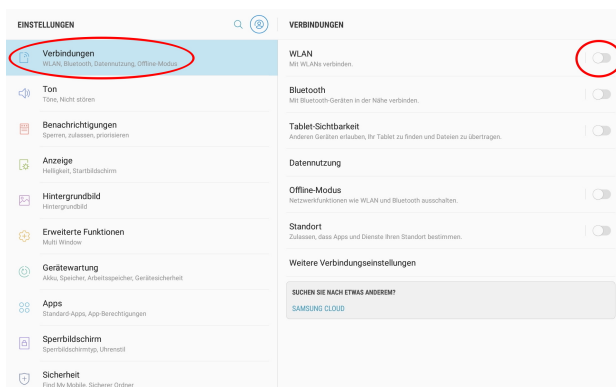 EINSTELLUNGEN
Verbindungen
WLAN, Bluetooth, Datennutzung, Offline-Modus
Ton
Töne, Nicht stören
Benachrichtigungen
Sperren, zulassen, priorisieren
Anzeige
Helligkeit, Startbildschirm
Hintergrundbild
Hintergrundbild
Erweiterte Funktionen
Multi Window
Gerätewartung
Akku, Speicher, Arbeitsspeicher, Gerätesicherheit
Apps
Standard-Apps, App-Berechtigungen
Sperrbildschirm
Sperrbildschirmtyp, Uhrenstil
Sicherheit
Find My Mobile, Sicherer Ordner
VERBINDUNGEN
WLAN
Mit WLANs verbinden.
Bluetooth
Mit Bluetooth-Geräten in der Nähe verbinden.
Tablet-Sichtbarkeit
Anderen Geräten erlauben, Ihr Tablet zu finden und Dateien zu übertragen.
Datennutzung
Offline-Modus
Netzwerkfunktionen wie WLAN und Bluetooth ausschalten.
Standort
Zulassen, dass Apps und Dienste Ihren Standort bestimmen.
Weitere Verbindungseinstellungen
SUCHEN SIE NACH ETWAS ANDEREM?
SAMSUNG CLOUD